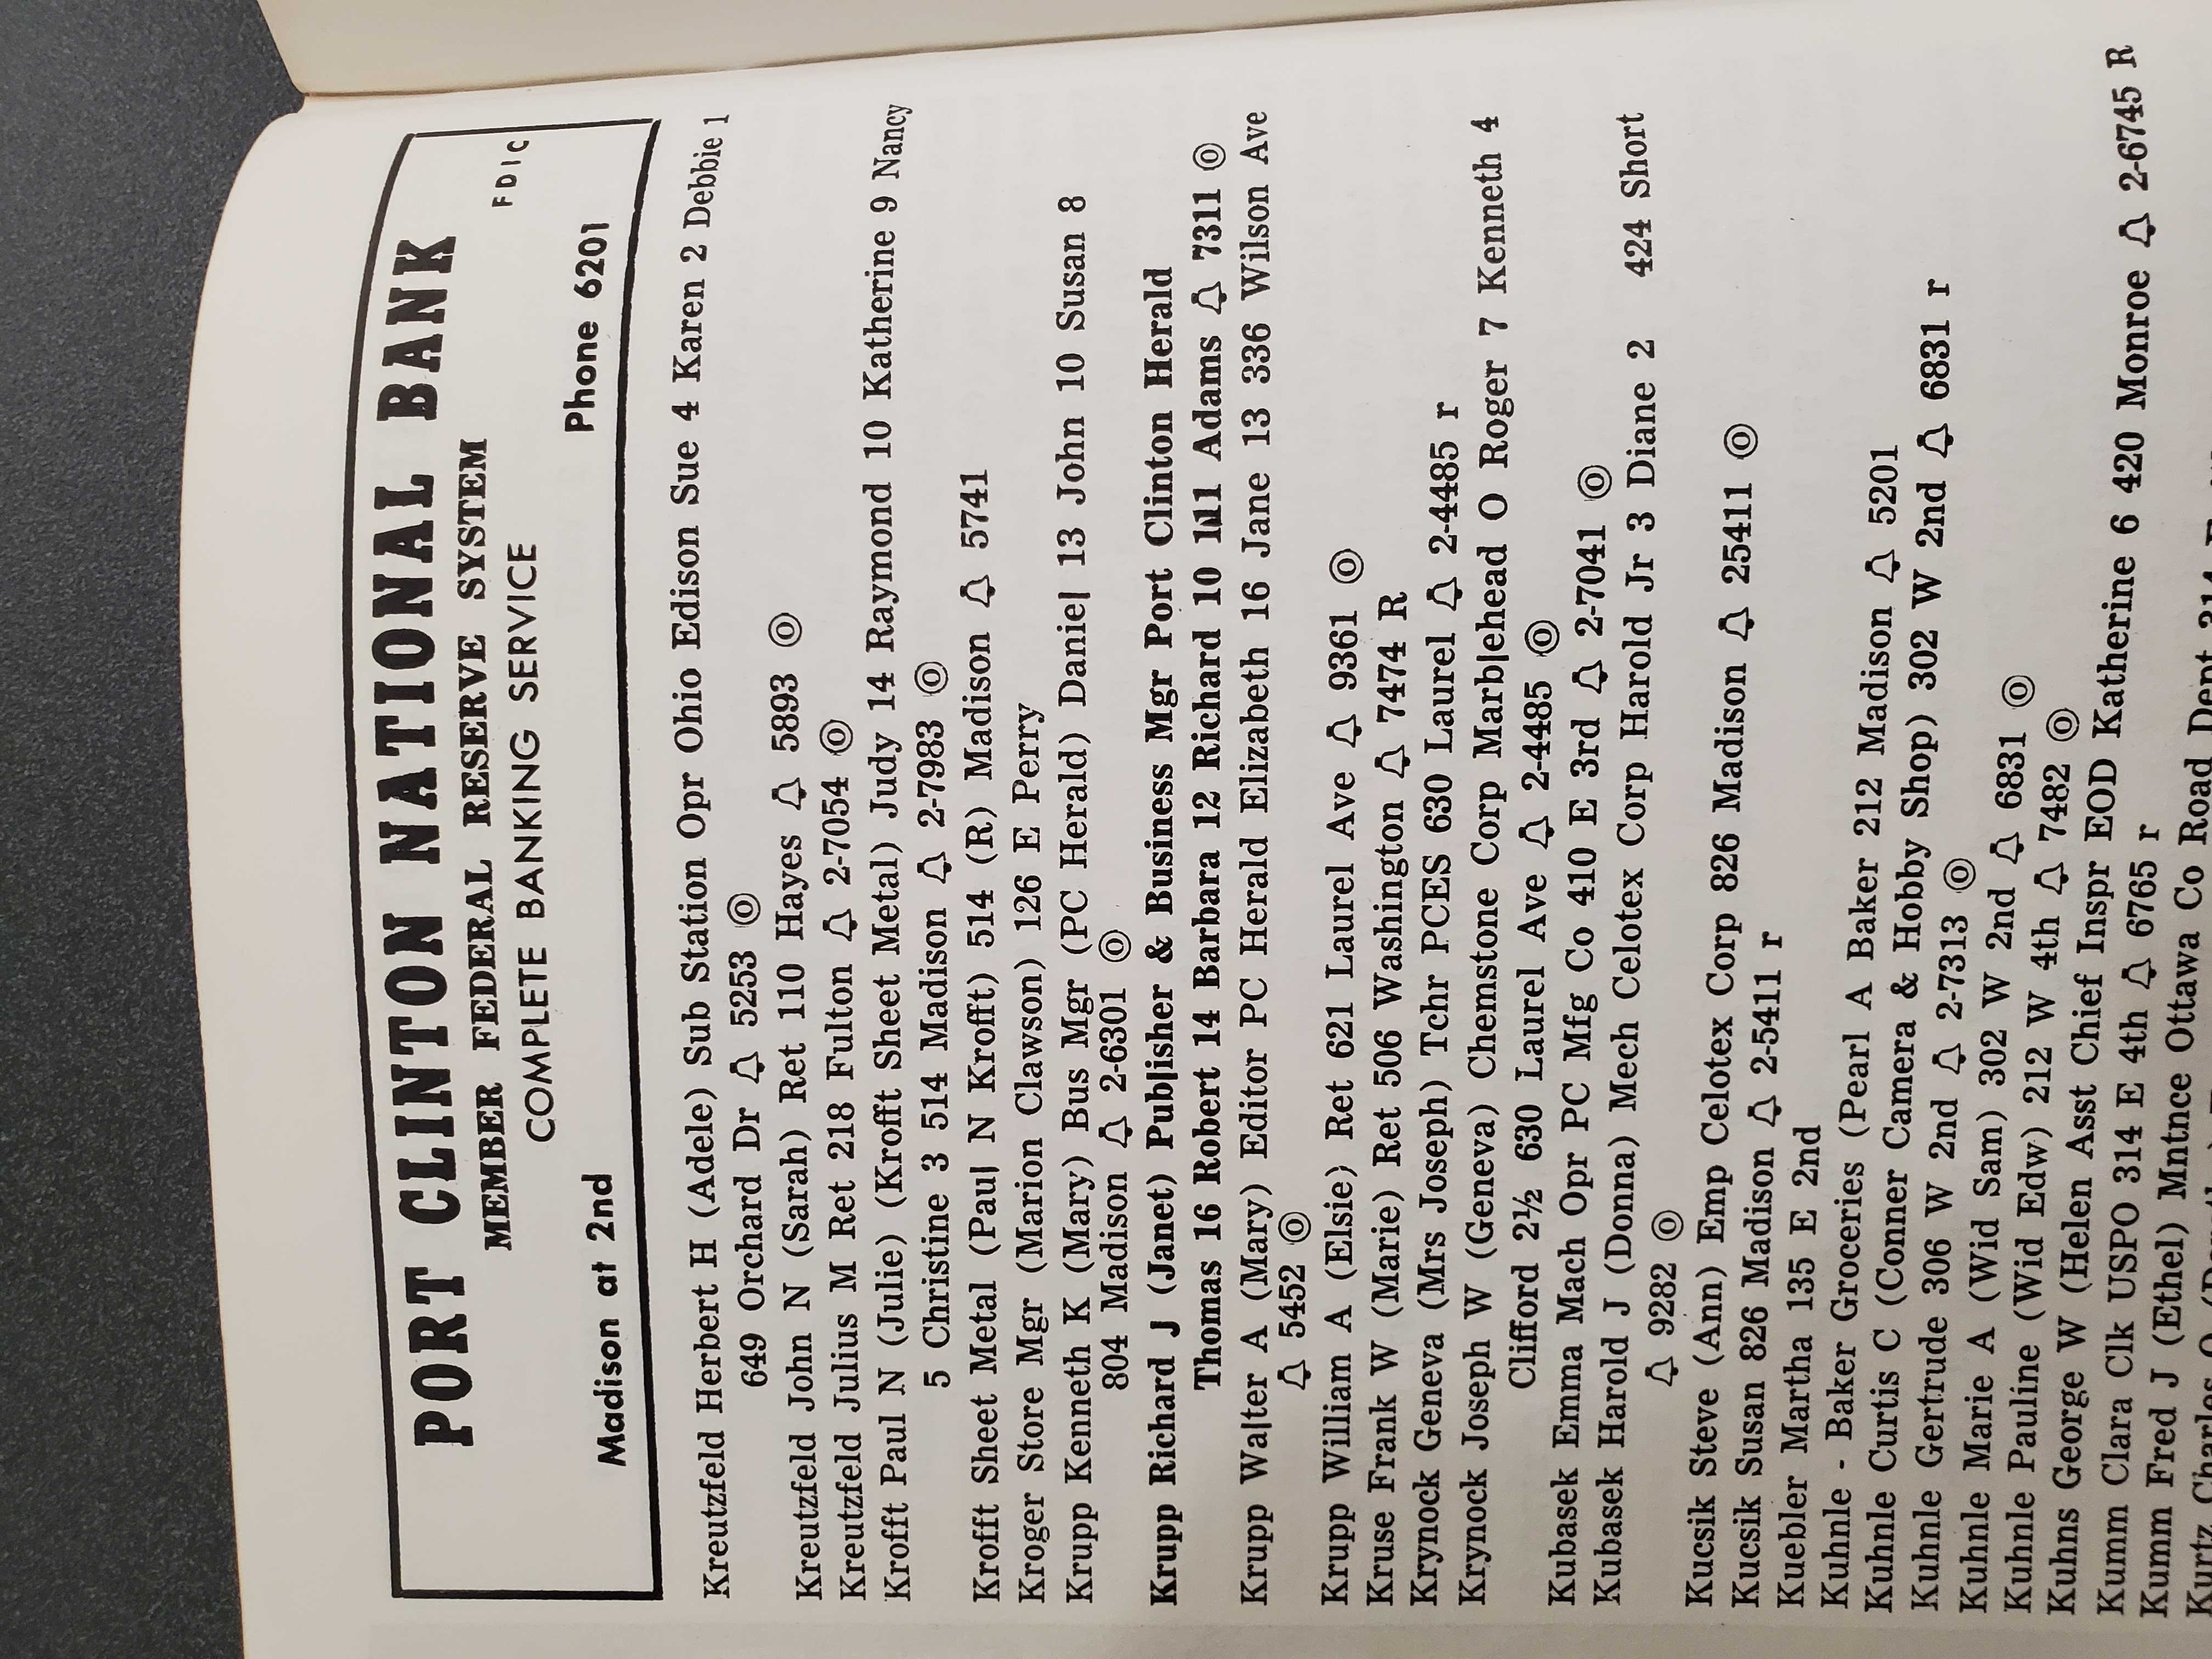 PORT CLINTON NATIONAL BANK
MEMBER FEDERAL RESERVE SYSTEM
FDIC
COMPLETE BANKING SERVICE
Madison at 2nd Phone 6201
Kreutzfeld Herbert H (Adele) Sub Station Opr Ohio Edison Sue 4 Karen 2 Debbie 1
649 Orchard Dr 5253 Ⓞ
Kreutzfeld John N (Sarah) Ret 110 Hayes 5893 Ⓞ
Kreutzfeld Julius M Ret 218 Fulton 2-7054 Ⓞ
Krofft Paul N (Julie) (Krofft Sheet Metal) Judy 14 Raymond 10 Katherine 9 Nancy
5 Christine 3 514 Madison 2-7983 Ⓞ
Krofft Sheet Metal (Paul N Krofft) 514 (R) Madison 5741
Kroger Store Mgr (Marion Clawson) 126 E Perry
Krupp Kenneth K (Mary) Bus Mgr (PC Herald) Daniel 13 John 10 Susan 8
804 Madison 2-6301 Ⓞ
Krupp Richard J (Janet) Publisher & Business Mgr Port Clinton Herald
Thomas 16 Robert 14 Barbara 12 Richard 10 111 Adams 7311 Ⓞ
Krupp Walter A (Mary) Editor PC Herald Elizabeth 16 Jane 13 336 Wilson Ave
5452 Ⓞ
Krupp William A (Elsie) Ret 621 Laurel Ave 9361 Ⓞ
Kruse Frank W (Marie) Ret 506 Washington 7474 R
Krynock Geneva (Mrs Joseph) Tchr PCES 630 Laurel 2-4485 r
Krynock Joseph W (Geneva) Chemstone Corp Marblehead O Roger 7 Kenneth 4
Clifford 2½ 630 Laurel Ave 2-4485 Ⓞ
Kubasek Emma Mach Opr PC Mfg Co 410 E 3rd 2-7041 Ⓞ
Kubasek Harold J (Donna) Mech Celotex Corp Harold Jr 3 Diane 2 424 Short
9282 Ⓞ
Kucsik Steve (Ann) Emp Celotex Corp 826 Madison 25411 Ⓞ
Kucsik Susan 826 Madison 2-5411 r
Kuebler Martha 135 E 2nd
Kuhnle - Baker Groceries (Pearl A Baker 212 Madison 5201
Kuhnle Curtis C (Conner Camera & Hobby Shop) 302 W 2nd 6831 r
Kuhnle Gertrude 306 W 2nd 2-7313 Ⓞ
Kuhnle Marie A (Wid Sam) 302 W 2nd 6831 Ⓞ
Kuhnle Pauline (Wid Edw) 212 W 4th 7482 Ⓞ
Kuhns George W (Helen Asst Chief Inspr EOD Katherine 6 420 Monroe 2-6745 R
Kumm Clara Clk USPO 314 E 4th 6765 r
Kumm Fred J (Ethel) Mntnce Ottawa Co Road Dept 314
Kurtz Charles